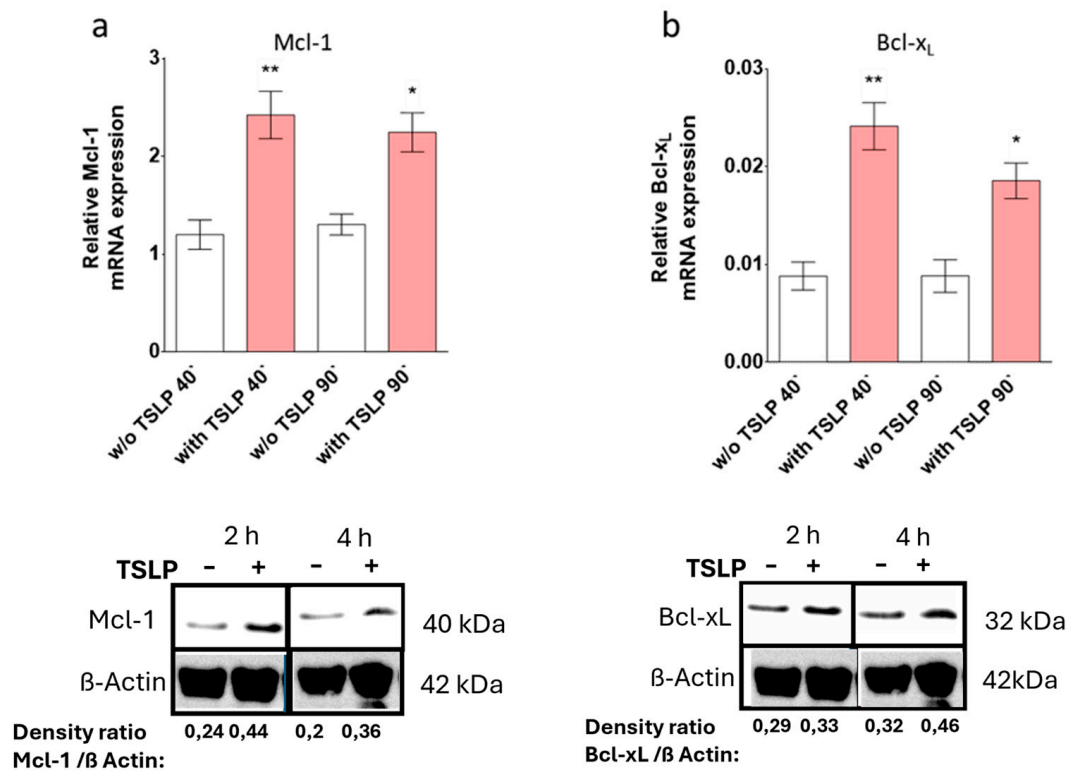 a
Mcl-1
Relative Mcl-1
mRNA expression
3
2
1
0
**
*
w/o TSLP 40`
with TSLP 40`
w/o TSLP 90`
with TSLP 90`
2 h
4 h
TSLP
− + − +
Mcl-1
40 kDa
ß-Actin
42 kDa
Density ratio
0,24 0,44 0,2 0,36
Mcl-1 /ß Actin:
b
Bcl-xL
Relative Bcl-xL
mRNA expression
0.03
0.02
0.01
0.00
**
*
w/o TSLP 40`
with TSLP 40`
w/o TSLP 90`
with TSLP 90`
2 h
4 h
TSLP
− + − +
Bcl-xL
32 kDa
ß-Actin
42kDa
Density ratio
0,29 0,33 0,32 0,46
Bcl-xL /ß Actin: